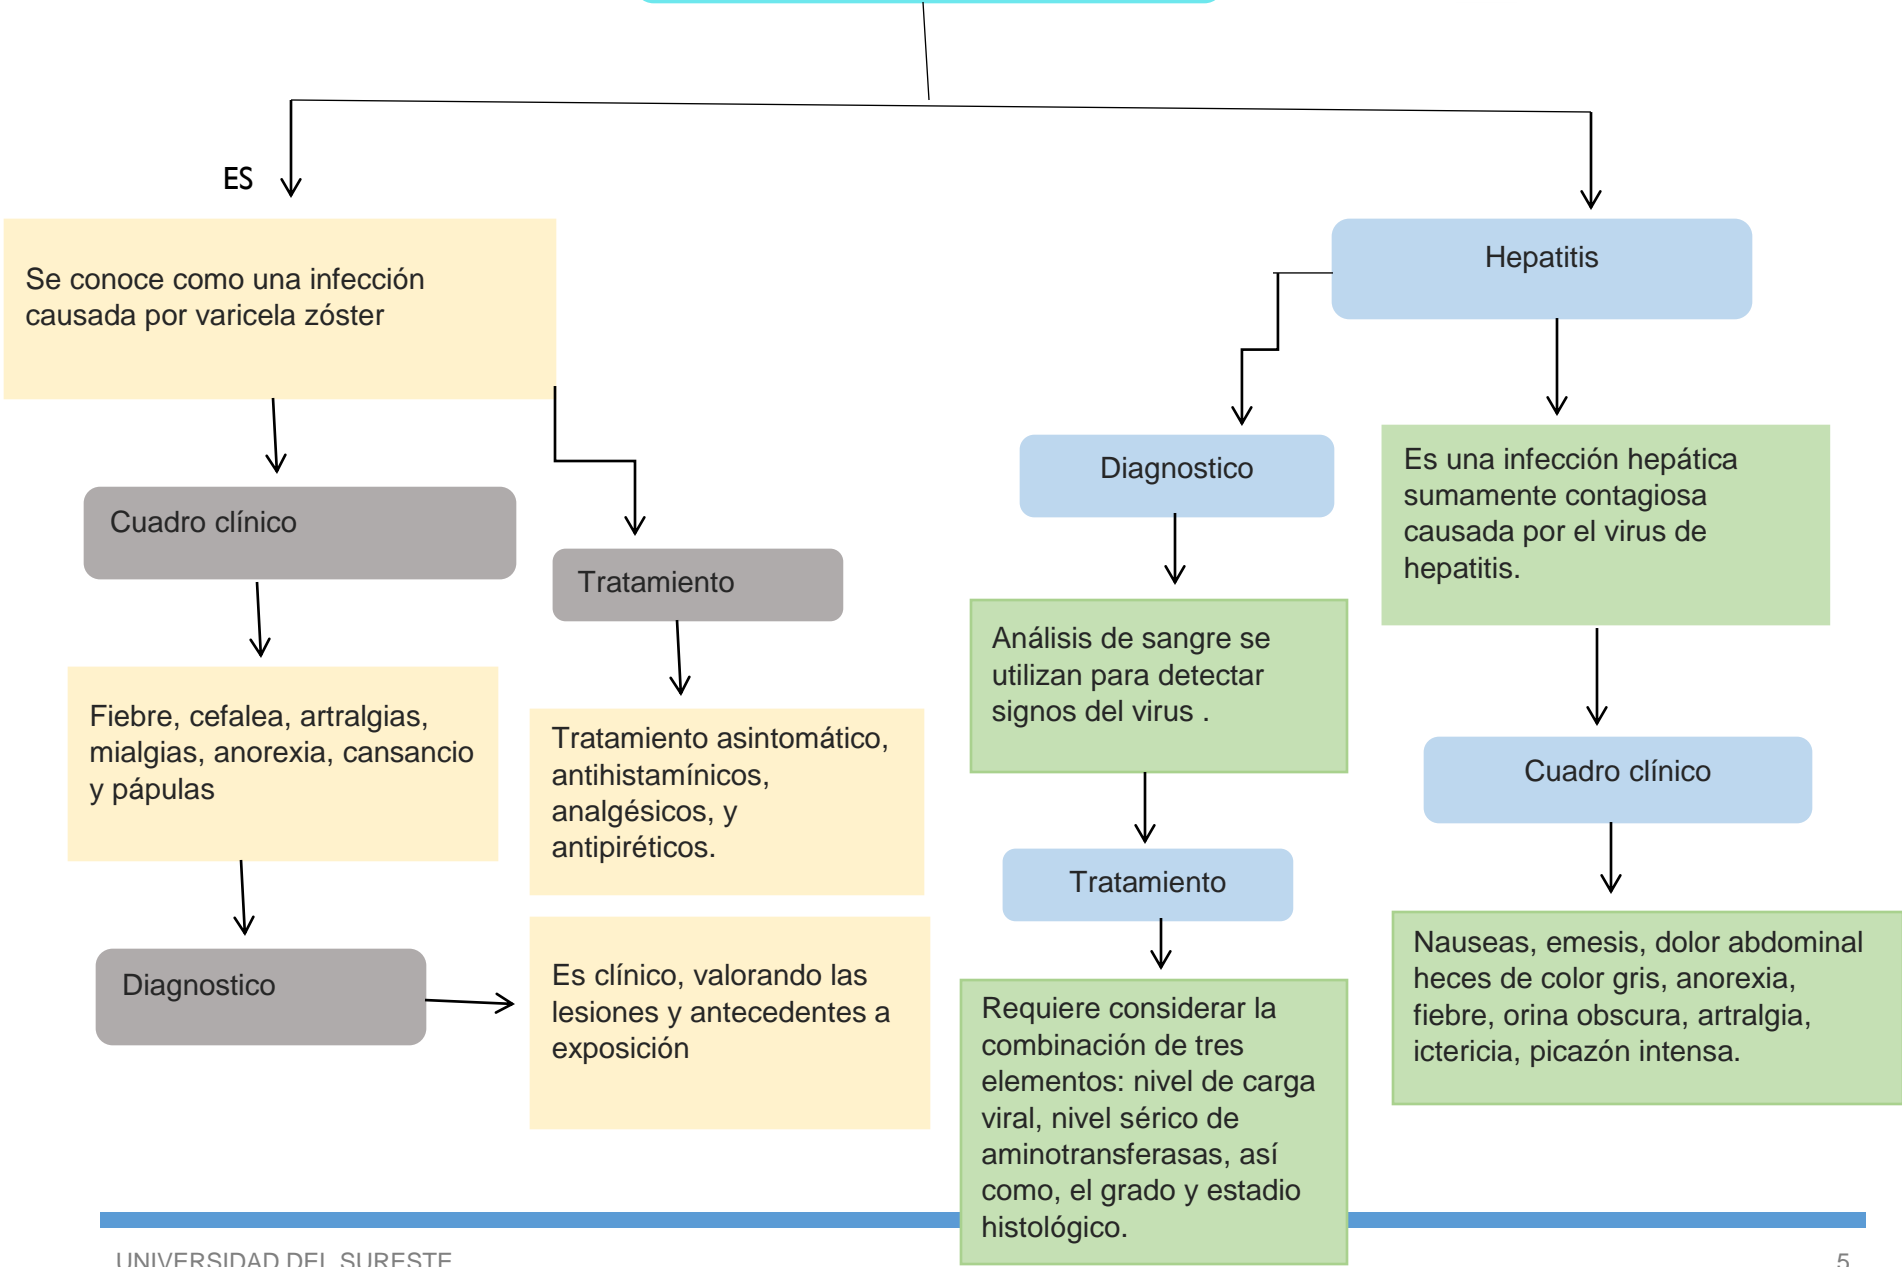 ES
Se conoce como una infección
causada por varicela zóster
Cuadro clínico
Fiebre, cefalea, artralgias,
mialgias, anorexia, cansancio
y pápulas
Diagnostico
Tratamiento
Tratamiento asintomático,
antihistamínicos,
analgésicos, y
antipiréticos.
Es clínico, valorando las
lesiones y antecedentes a
exposición
Hepatitis
Diagnostico
Análisis de sangre se
utilizan para detectar
signos del virus .
Tratamiento
Requiere considerar la
combinación de tres
elementos: nivel de carga
viral, nivel sérico de
aminotransferasas, así
como, el grado y estadio
histológico.
Es una infección hepática
sumamente contagiosa
causada por el virus de
hepatitis.
Cuadro clínico
Nauseas, emesis, dolor abdominal
heces de color gris, anorexia,
fiebre, orina obscura, artralgia,
ictericia, picazón intensa.
UNIVERSIDAD DEL SURESTE
5